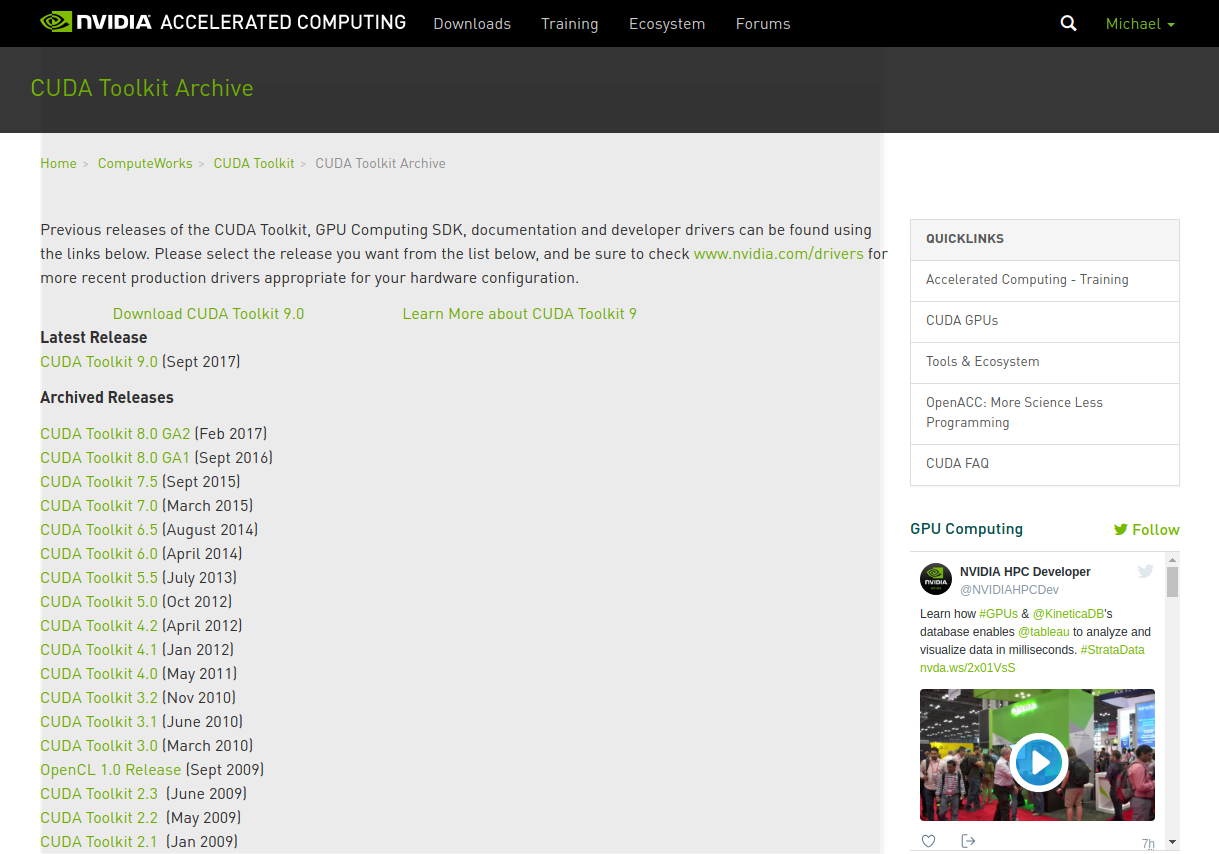 NVIDIA ACCELERATED COMPUTING Downloads Training Ecosystem Forums Michael
CUDA Toolkit Archive
Home > ComputeWorks > CUDA Toolkit > CUDA Toolkit Archive
Previous releases of the CUDA Toolkit, GPU Computing SDK, documentation and developer drivers can be found using
the links below. Please select the release you want from the list below, and be sure to check www.nvidia.com/drivers for
more recent production drivers appropriate for your hardware configuration.
Download CUDA Toolkit 9.0 Learn More about CUDA Toolkit 9
Latest Release
CUDA Toolkit 9.0 (Sept 2017)
Archived Releases
CUDA Toolkit 8.0 GA2 (Feb 2017)
CUDA Toolkit 8.0 GA1 (Sept 2016)
CUDA Toolkit 7.5 (Sept 2015)
CUDA Toolkit 7.0 (March 2015)
CUDA Toolkit 6.5 (August 2014)
CUDA Toolkit 6.0 (April 2014)
CUDA Toolkit 5.5 (July 2013)
CUDA Toolkit 5.0 (Oct 2012)
CUDA Toolkit 4.2 (April 2012)
CUDA Toolkit 4.1 (Jan 2012)
CUDA Toolkit 4.0 (May 2011)
CUDA Toolkit 3.2 (Nov 2010)
CUDA Toolkit 3.1 (June 2010)
CUDA Toolkit 3.0 (March 2010)
OpenCL 1.0 Release (Sept 2009)
CUDA Toolkit 2.3 (June 2009)
CUDA Toolkit 2.2 (May 2009)
CUDA Toolkit 2.1 (Jan 2009)
QUICKLINKS
Accelerated Computing - Training
CUDA GPUs
Tools & Ecosystem
OpenACC: More Science Less
Programming
CUDA FAQ
GPU Computing Follow
NVIDIA HPC Developer
@NVIDIAHPCDev
Learn how #GPUs & @KineticaDB's
database enables @tableau to analyze and
visualize data in milliseconds. #StrataData
nvda.ws/2x01VsS
7h